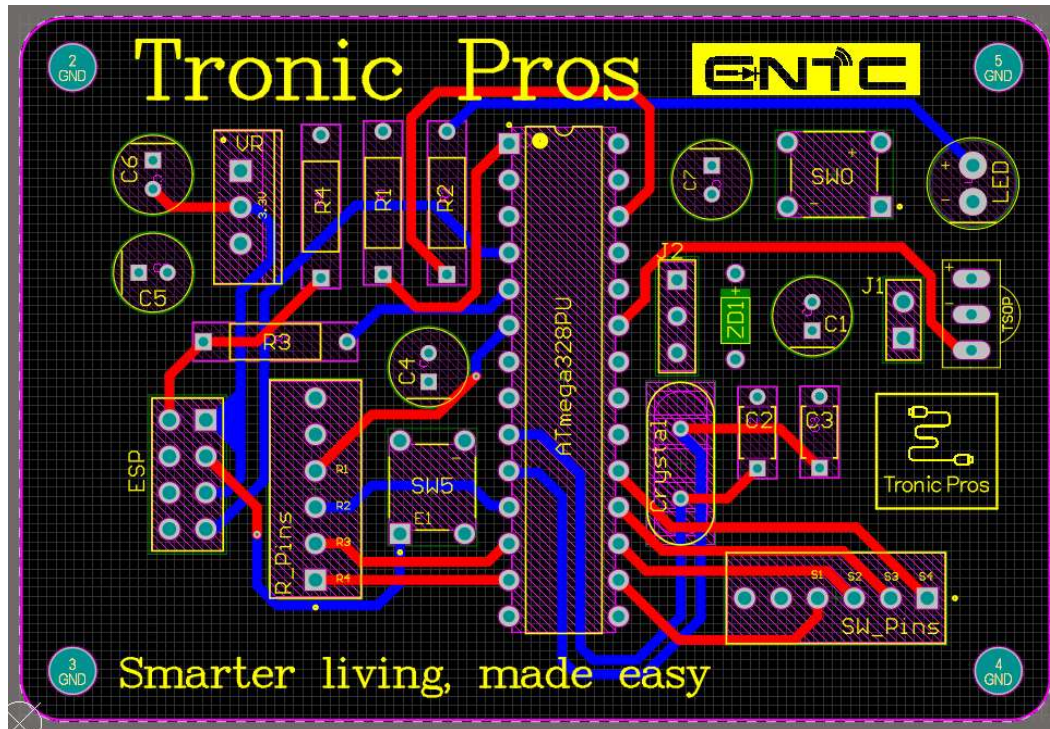 Tronic Pros
ENTC
2
GND
5
GND
C6
VR
3.3V
R4
R1
R2
C7
+
SW0
-
+
-
LED
C5
J2
+
ZD1
C1
J1
+
-
TSOP
R3
C4
ATmega328PU
ESP
R1
R2
R3
R4
R_Pins
-
SW5
E1
Crystal
C2
C3
Tronic Pros
S1
S2
S3
S4
SW_Pins
3
GND
Smarter living, made easy
4
GND